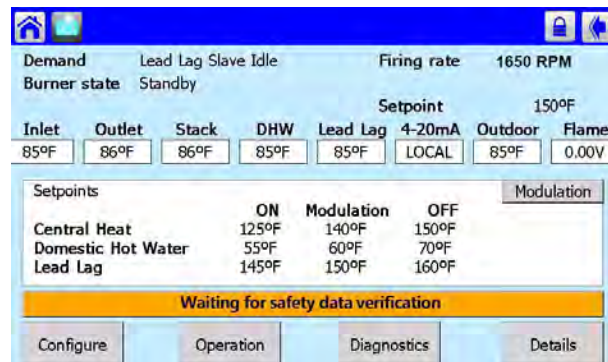 Demand Lead Lag Slave Idle Firing rate 1650 RPM
Burner state Standby
Setpoint 150ºF
Inlet Outlet Stack DHW Lead Lag 4-20mA Outdoor Flame
85ºF 86ºF 86ºF 85ºF 85ºF LOCAL 85ºF 0.00V
Setpoints Modulation
ON Modulation OFF
Central Heat 125ºF 140ºF 150ºF
Domestic Hot Water 55ºF 60ºF 70ºF
Lead Lag 145ºF 150ºF 160ºF
Waiting for safety data verification
Configure Operation Diagnostics Details